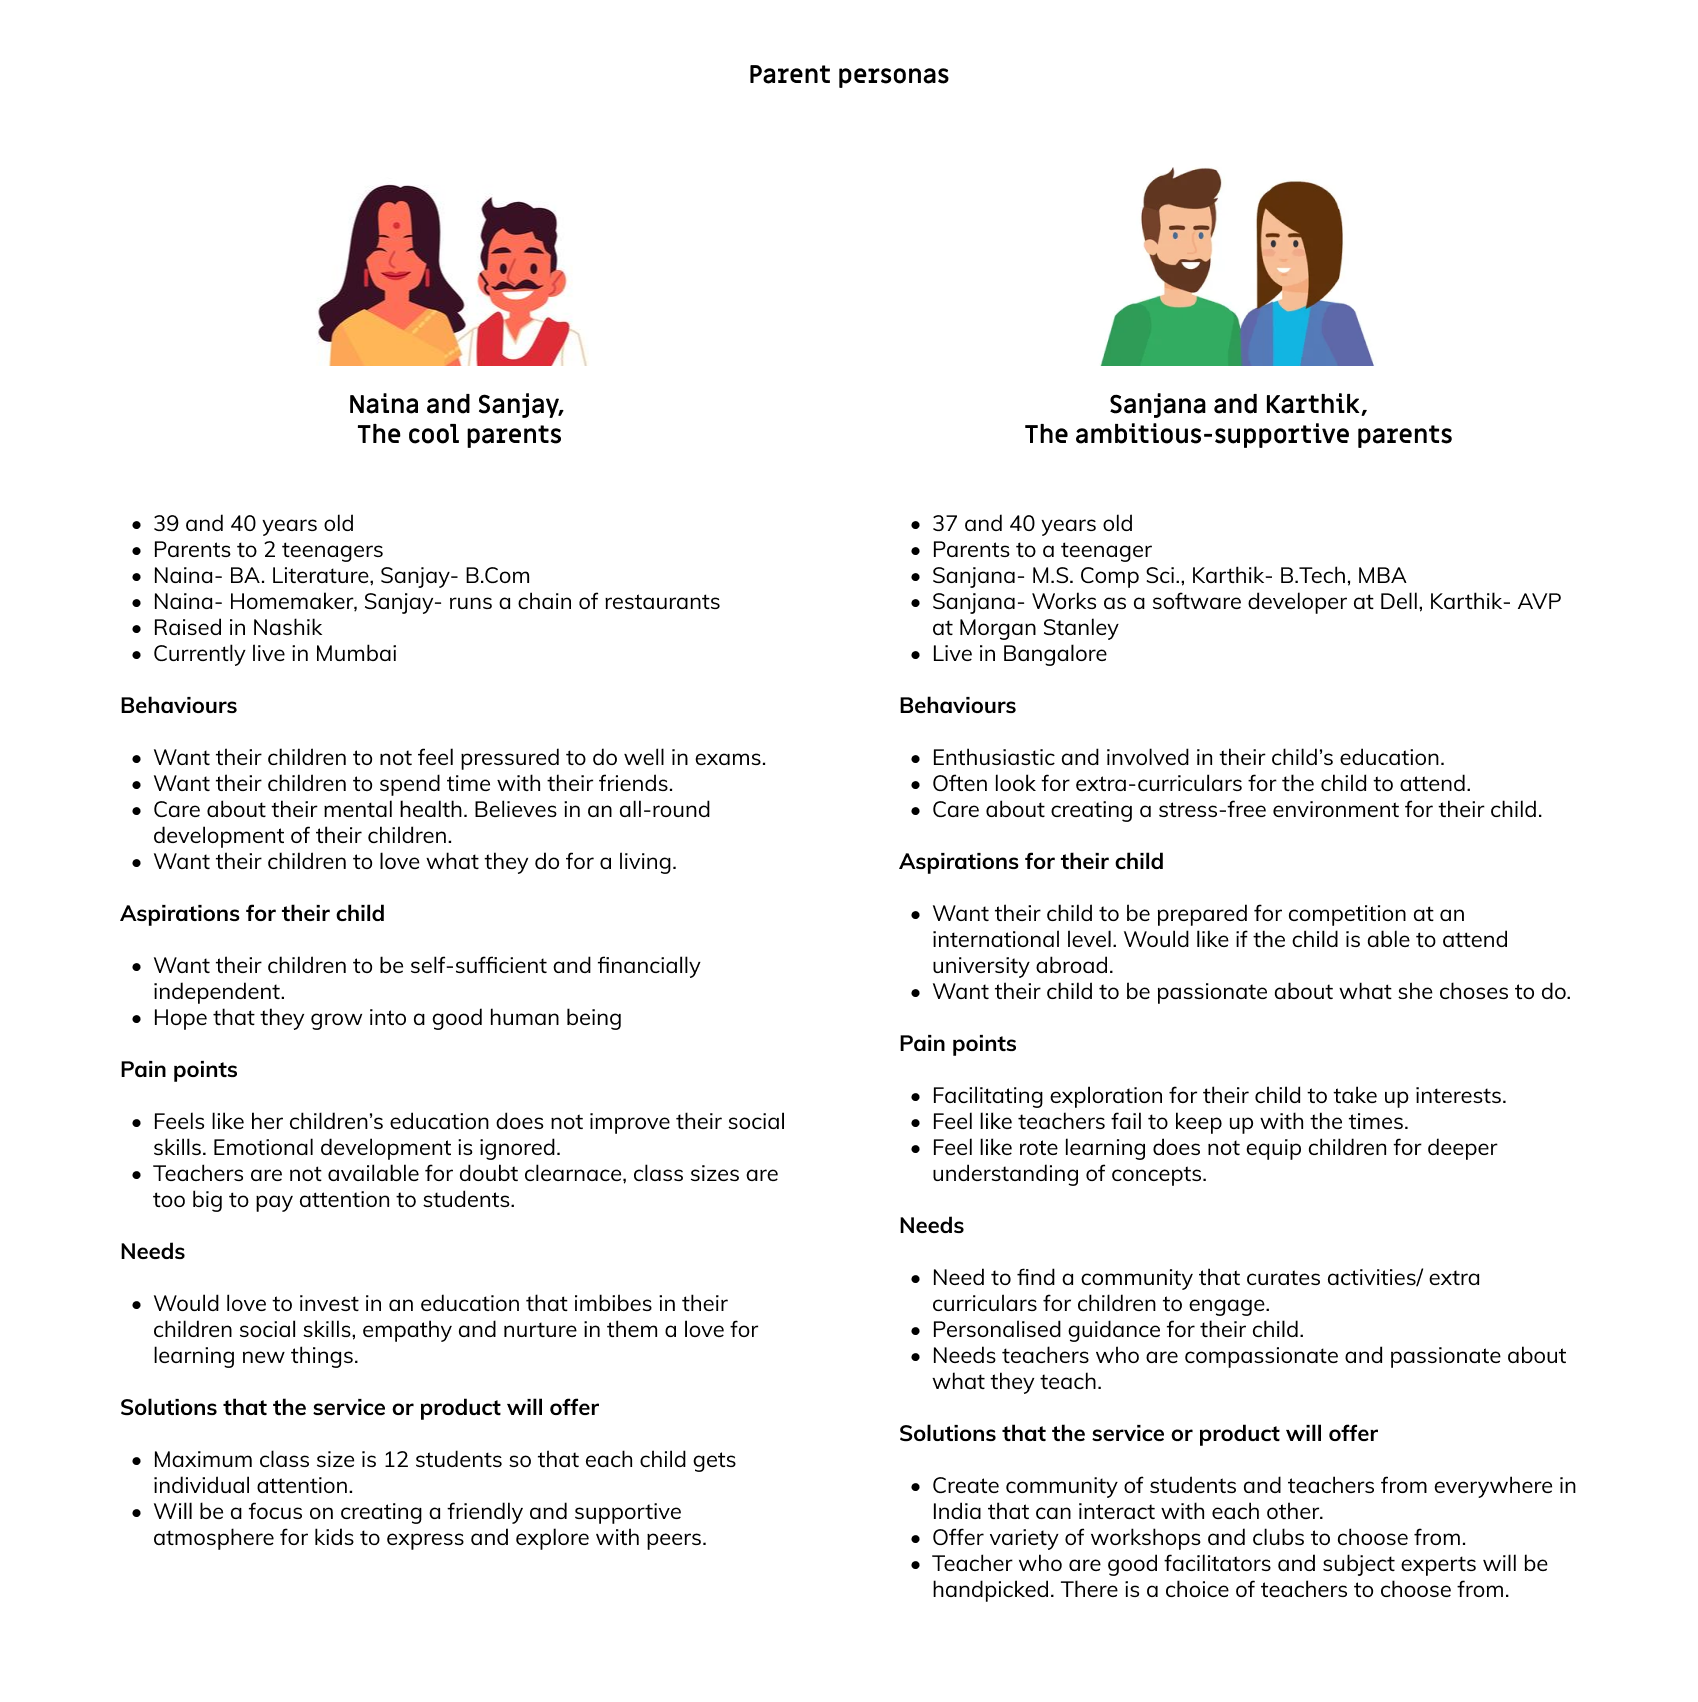 Parent personas
Naina and Sanjay,
The cool parents
• 39 and 40 years old
• Parents to 2 teenagers
• Naina- BA. Literature, Sanjay- B.Com
• Naina- Homemaker, Sanjay- runs a chain of restaurants
• Raised in Nashik
• Currently live in Mumbai
Behaviours
• Want their children to not feel pressured to do well in exams.
• Want their children to spend time with their friends.
• Care about their mental health. Believes in an all-round
development of their children.
• Want their children to love what they do for a living.
Aspirations for their child
• Want their children to be self-sufficient and financially
independent.
• Hope that they grow into a good human being
Pain points
• Feels like her children’s education does not improve their social
skills. Emotional development is ignored.
• Teachers are not available for doubt clearnace, class sizes are
too big to pay attention to students.
Needs
• Would love to invest in an education that imbibes in their
children social skills, empathy and nurture in them a love for
learning new things.
Solutions that the service or product will offer
• Maximum class size is 12 students so that each child gets
individual attention.
• Will be a focus on creating a friendly and supportive
atmosphere for kids to express and explore with peers.
Sanjana and Karthik,
The ambitious-supportive parents
• 37 and 40 years old
• Parents to a teenager
• Sanjana- M.S. Comp Sci., Karthik- B.Tech, MBA
• Sanjana- Works as a software developer at Dell, Karthik- AVP
at Morgan Stanley
• Live in Bangalore
Behaviours
• Enthusiastic and involved in their child’s education.
• Often look for extra-curriculars for the child to attend.
• Care about creating a stress-free environment for their child.
Aspirations for their child
• Want their child to be prepared for competition at an
international level. Would like if the child is able to attend
university abroad.
• Want their child to be passionate about what she choses to do.
Pain points
• Facilitating exploration for their child to take up interests.
• Feel like teachers fail to keep up with the times.
• Feel like rote learning does not equip children for deeper
understanding of concepts.
Needs
• Need to find a community that curates activities/ extra
curriculars for children to engage.
• Personalised guidance for their child.
• Needs teachers who are compassionate and passionate about
what they teach.
Solutions that the service or product will offer
• Create community of students and teachers from everywhere in
India that can interact with each other.
• Offer variety of workshops and clubs to choose from.
• Teacher who are good facilitators and subject experts will be
handpicked. There is a choice of teachers to choose from.